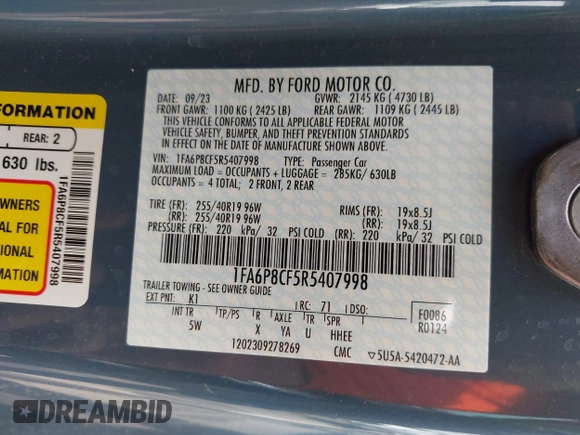 FORMATION
REAR: 2
630 lbs.
WNERS
L FOR
TIONAL
RMATION
1FA6P8CF5R5407998
MFD. BY FORD MOTOR CO.
DATE: 09/23 GVWR: 2145 KG ( 4730 LB)
FRONT GAWR: 1100 KG ( 2425 LB) REAR GAWR: 1109 KG ( 2445 LB)
THIS VEHICLE CONFORMS TO ALL APPLICABLE FEDERAL MOTOR
VEHICLE SAFETY, BUMPER, AND THEFT PREVENTION STANDARDS
IN EFFECT ON THE DATE OF MANUFACTURE SHOWN ABOVE.
VIN: 1FA6P8CF5R5407998 TYPE: Passenger Car
MAXIMUM LOAD = OCCUPANTS + LUGGAGE = 285KG/ 630LB
OCCUPANTS = 4 TOTAL; 2 FRONT, 2 REAR
TIRE (FR): 255/40R19 96W RIMS (FR): 19x8.5J
(RR): 255/40R19 96W (RR): 19x8.5J
PRESSURE (FR): 220 kPa/ 32 PSI COLD (RR) 220 kPa/ 32 PSI COLD
1FA6P8CF5R5407998
TRAILER TOWING - SEE OWNER GUIDE
EXT PNT: K1 RC: 71 DSO: F0086
INT TR TP/PS R AXLE TR SPR R0124
5W X YA U HHEE
1202309278269 CMC ▽5U5A-5420472-AA
DREAMBID